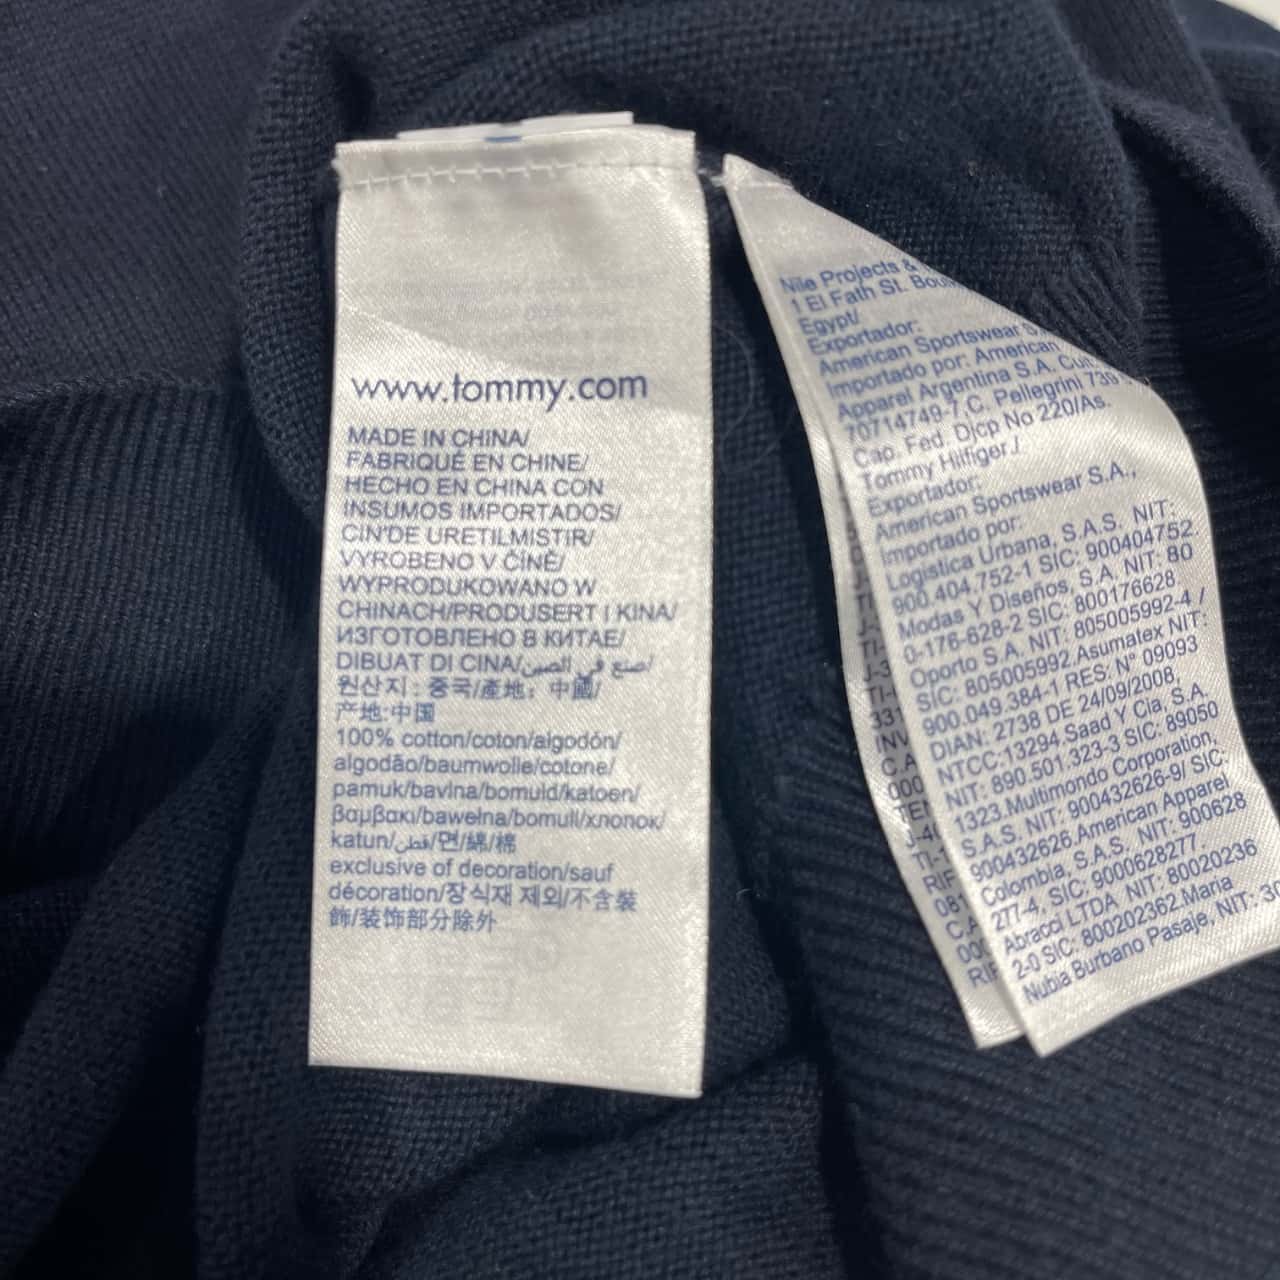 www.tommy.com
MADE IN CHINA/
FABRIQUÉ EN CHINE/
HECHO EN CHINA CON
INSUMOS IMPORTADOS/
ÇIN'DE URETILMISTIR/
VYROBENO V ČÍNĚ/
WYPRODUKOWANO W
CHINACH/PRODUSERT I KINA/
ИЗГОТОВЛЕНО В КИТАЕ/
DIBUAT DI CINA/صنع في الصين/
원산지 : 중국/產地：中國/
产地:中国
100% cotton/coton/algodón/
algodão/baumwolle/cotone/
pamuk/bavlna/bomuld/katoen/
βαμβακι/bawełna/bomull/хлопок/
katun/قطن/면/綿/棉
exclusive of decoration/sauf
décoration/장식재 제외/不含裝
飾/装饰部分除外
Nile Projects &
1 El Fath St.
Egypt/
Exportador:
American Sportswear
Importado por: American
Apparel Argentina S.A. Cuit:
70714749-7,C. Pellegrini 739
Cap. Fed. Djcp No 220/As.
Tommy Hilfiger./
Exportador:
American Sportswear S.A.,
Importado por:
Logistica Urbana, S.A.S. NIT:
900.404.752-1 SIC: 900404752.
Modas Y Diseños, S.A. NIT: 80
0-176-628-2 SIC: 800176628.
Oporto S.A. NIT: 805005992-4 /
SIC: 805005992.Asumatex NIT:
900.049.384-1 RES: N° 09093
DIAN: 2738 DE 24/09/2008,
NTCC:13294.Saad Y Cia, S.A.
NIT: 890.501.323-3 SIC: 89050
1323.Multimondo Corporation,
S.A.S. NIT: 900432626-9/ SIC:
900432626.American Apparel
Colombia, S.A.S. NIT: 900628
277-4, SIC: 9000628277.
Abracci LTDA NIT: 80020236
2-0 SIC: 800202362.Maria
Nubia Burbano Pasaje, NIT: